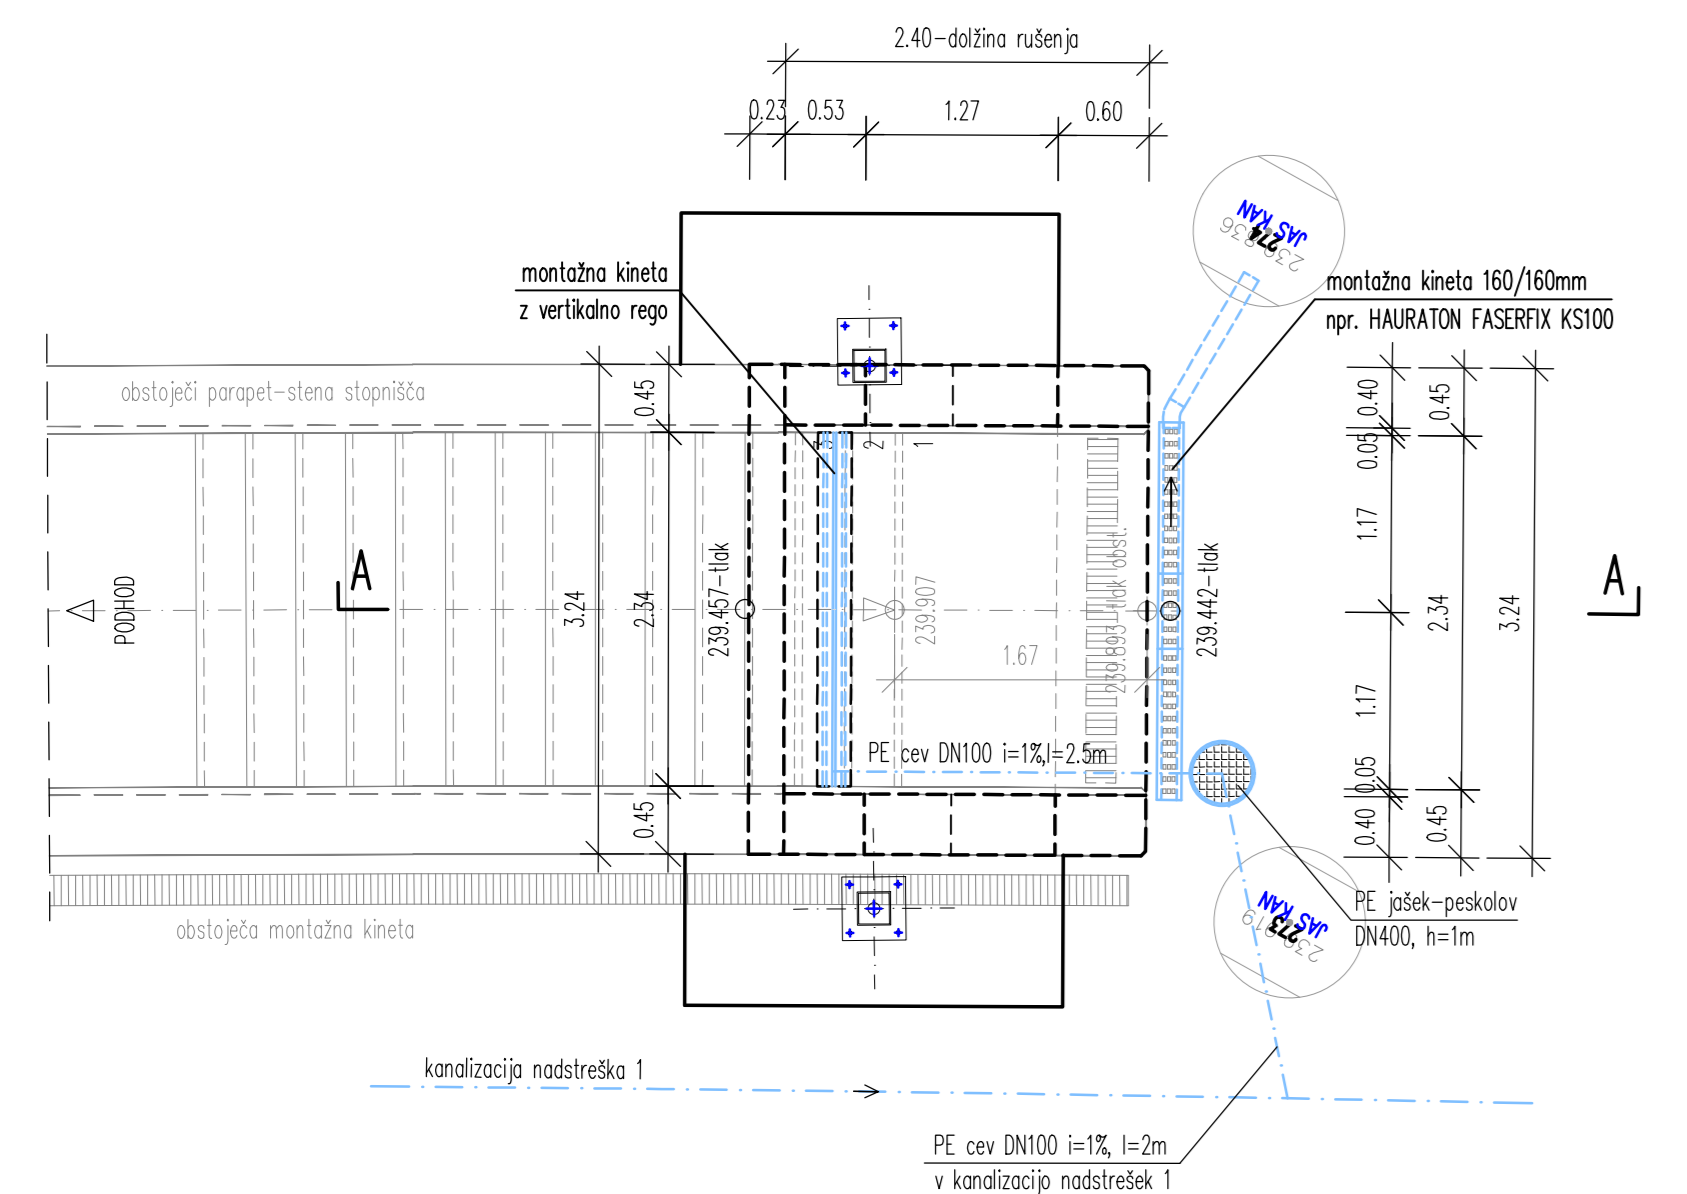 2.40-dolžina rušenja
0.23
0.53
1.27
0.60
JAŠ KAN
274
montažna kineta
z vertikalno rego
montažna kineta 160/160mm
npr. HAURATON FASERFIX KS100
obstoječi parapet-stena stopnišča
0.45
0.40
0.45
3
2
1
0.05
1.17
A
A
PODHOD
3.24
2.34
239.457-tlak
239.907
239.893 tlak obst.
239.442-tlak
2.34
3.24
1.67
1.17
PE cev DN100 i=1%,l=2.5m
0.05
0.45
0.40
0.45
obstoječa montažna kineta
JAŠ KAN
273
PE jašek-peskolov
DN400, h=1m
kanalizacija nadstreška 1
PE cev DN100 i=1%, l=2m
v kanalizacijo nadstrešek 1